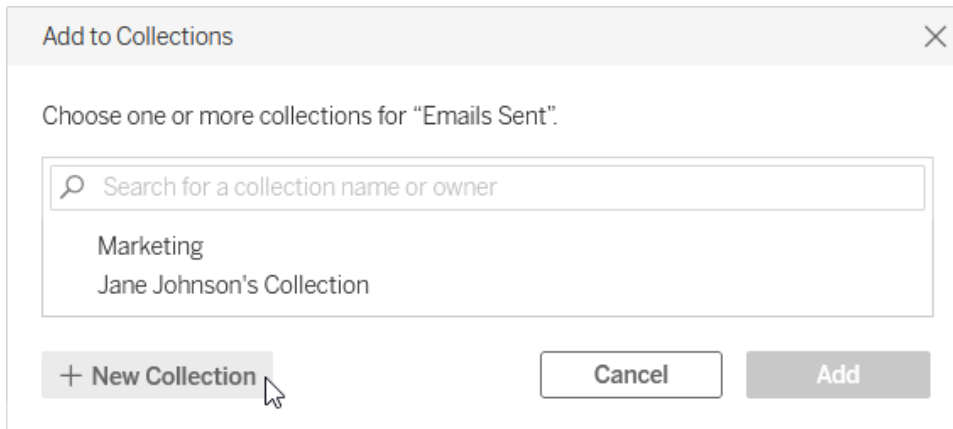 Add to Collections
Choose one or more collections for “Emails Sent”.
Search for a collection name or owner
Marketing
Jane Johnson's Collection
+ New Collection
Cancel
Add